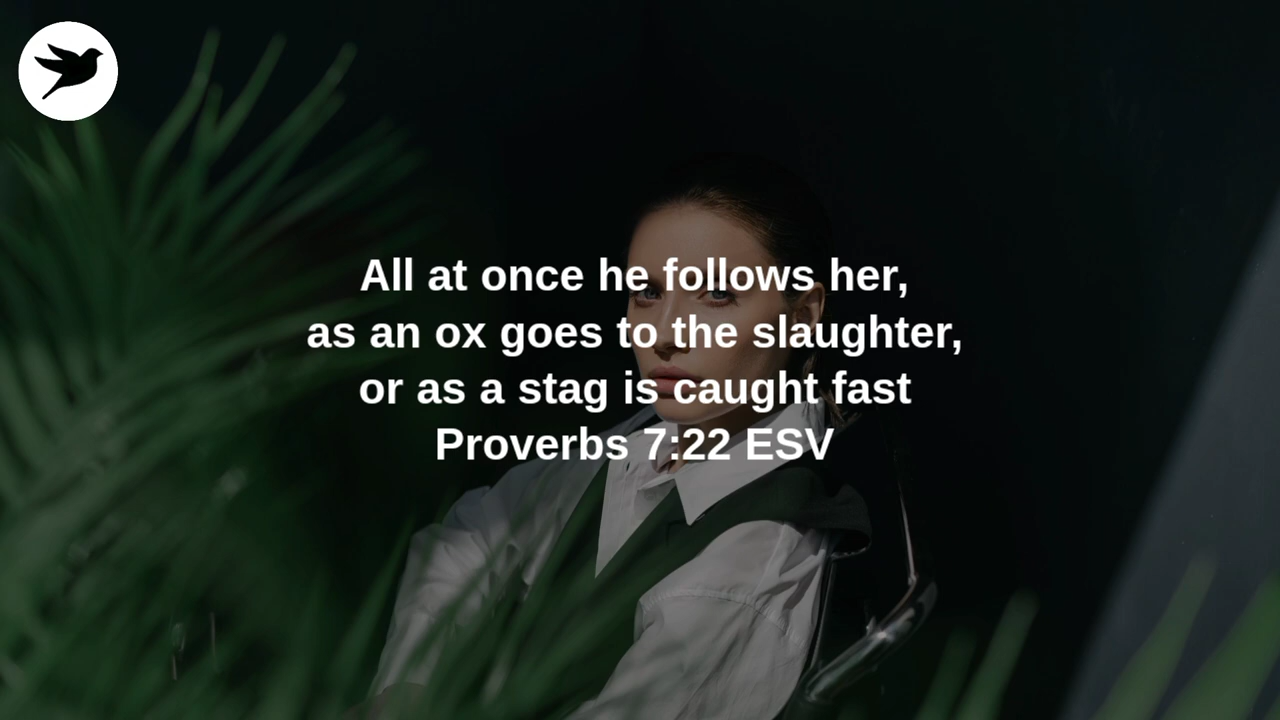 All at once he follows her,
as an ox goes to the slaughter,
or as a stag is caught fast
Proverbs 7:22 ESV